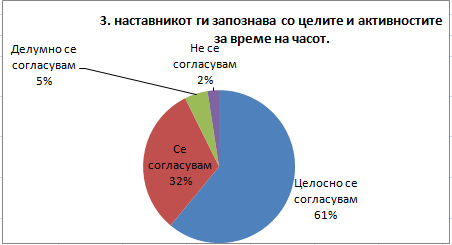 3. наставникот ги запознава со целите и активностите
за време на часот.
Делумно се
согласувам
5%
Не се
согласувам
2%
Се
согласувам
32%
Целосно се
согласувам
61%